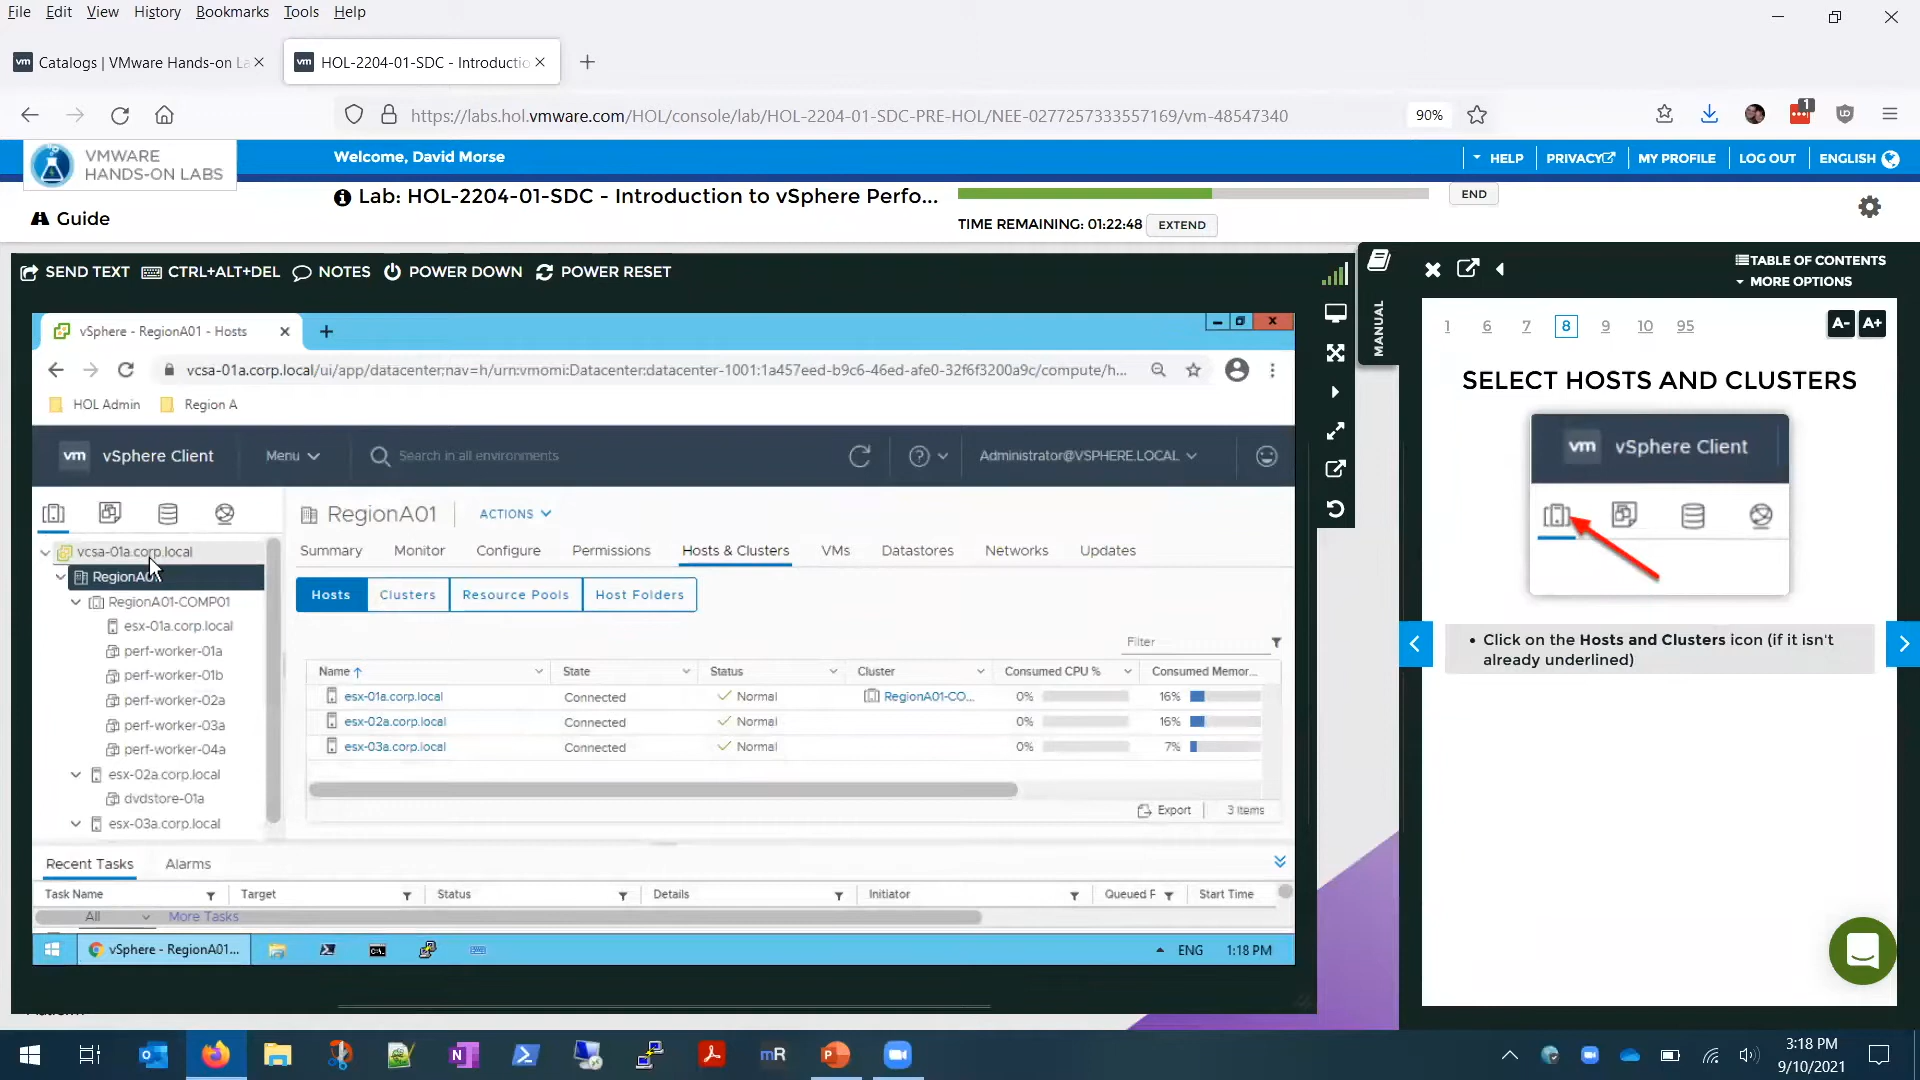 File Edit View History Bookmarks Tools Help
Catalogs | VMware Hands-on La
HOL-2204-01-SDC - Introductio
https://labs.hol.vmware.com/HOL/console/lab/HOL-2204-01-SDC-PRE-HOL/NEE-0277257333557169/vm-48547340
90%
1
VMWARE
HANDS-ON LABS
Welcome, David Morse
HELP PRIVACY MY PROFILE LOG OUT ENGLISH
Lab: HOL-2204-01-SDC - Introduction to vSphere Perfo...
END
Guide
TIME REMAINING: 01:22:48 EXTEND
SEND TEXT CTRL+ALT+DEL NOTES POWER DOWN POWER RESET
MANUAL
TABLE OF CONTENTS
MORE OPTIONS
vSphere - RegionA01 - Hosts
vcsa-01a.corp.local/ui/app/datacenter;nav=h/urn:vmomi:Datacenter:datacenter-1001:1a457eed-b9c6-46ed-afe0-32f6f3200a9c/compute/h...
HOL Admin Region A
vm vSphere Client Menu Search in all environments Administrator@VSPHERE.LOCAL
RegionA01 ACTIONS
Summary Monitor Configure Permissions Hosts & Clusters VMs Datastores Networks Updates
Hosts Clusters Resource Pools Host Folders
vcsa-01a.corp.local
RegionA01
RegionA01-COMP01
esx-01a.corp.local
perf-worker-01a
perf-worker-01b
perf-worker-02a
perf-worker-03a
perf-worker-04a
esx-02a.corp.local
dvdstore-01a
esx-03a.corp.local
Filter
Name State Status Cluster Consumed CPU % Consumed Memor...
esx-01a.corp.local Connected Normal RegionA01-CO... 0% 16%
esx-02a.corp.local Connected Normal 0% 16%
esx-03a.corp.local Connected Normal 0% 7%
Export 3 items
Recent Tasks Alarms
Task Name Target Status Details Initiator Queued F Start Time
All More Tasks
vSphere - RegionA01... ENG 1:18 PM
1 6 7 8 9 10 95
A- A+
SELECT HOSTS AND CLUSTERS
vm vSphere Client
• Click on the Hosts and Clusters icon (if it isn't
already underlined)
3:18 PM
9/10/2021